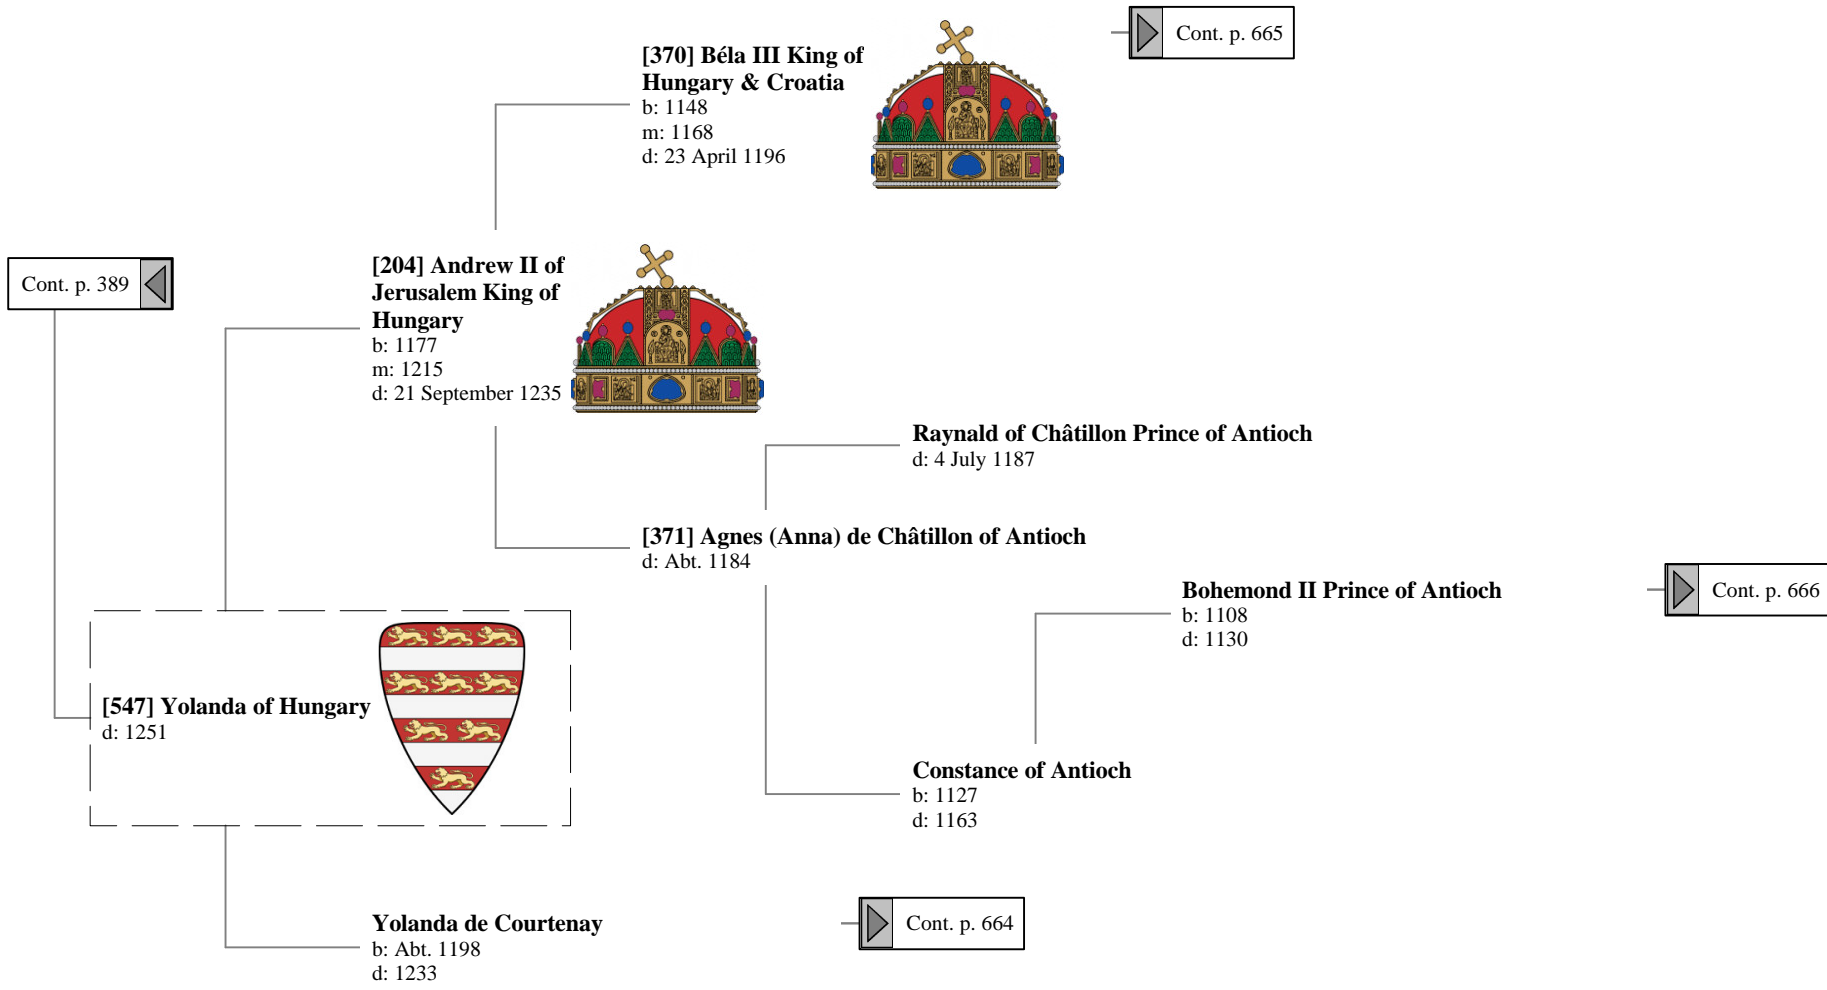 Cont. p. 665
[370] Béla III King of
Hungary & Croatia
b: 1148
m: 1168
d: 23 April 1196
Cont. p. 389
[204] Andrew II of
Jerusalem King of
Hungary
b: 1177
m: 1215
d: 21 September 1235
Raynald of Châtillon Prince of Antioch
d: 4 July 1187
[371] Agnes (Anna) de Châtillon of Antioch
d: Abt. 1184
Bohemond II Prince of Antioch
b: 1108
d: 1130
Cont. p. 666
[547] Yolanda of Hungary
d: 1251
Constance of Antioch
b: 1127
d: 1163
Yolanda de Courtenay
b: Abt. 1198
d: 1233
Cont. p. 664